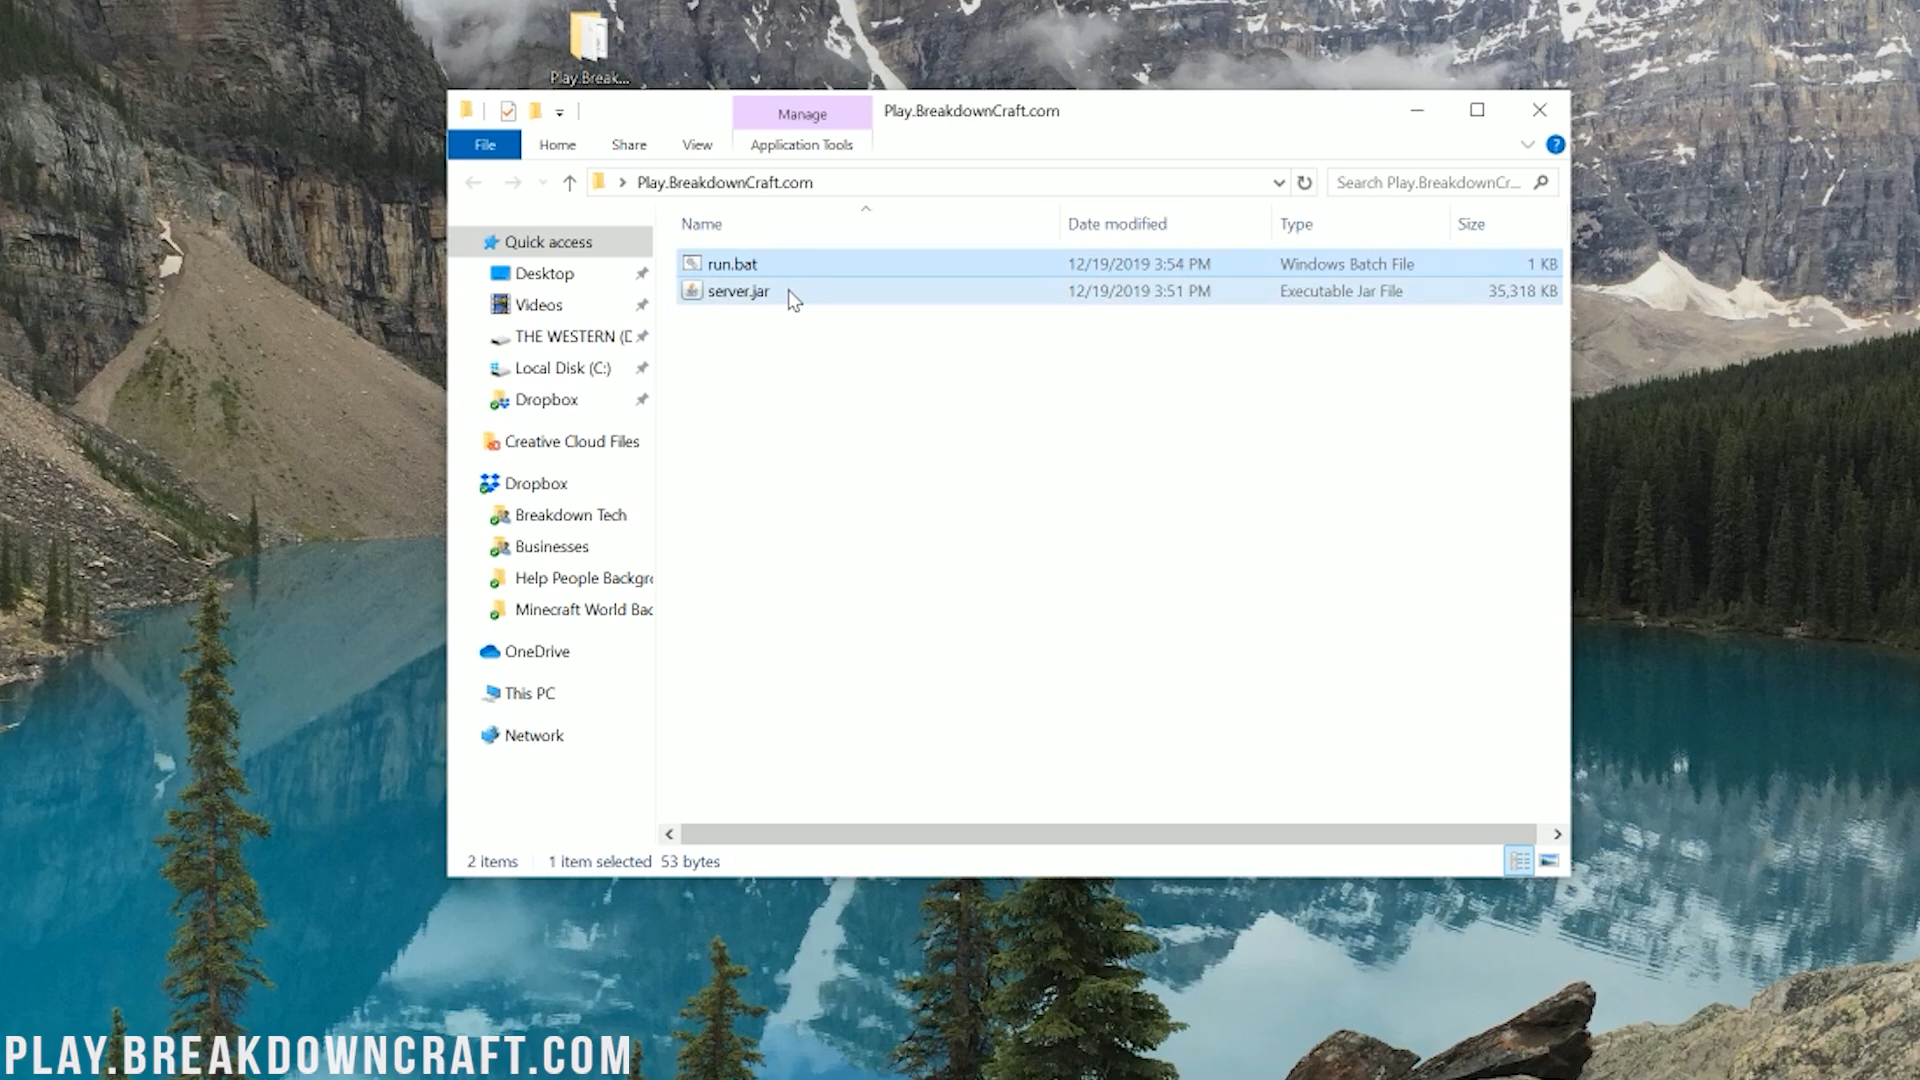 Play.Break...
Manage
Play.BreakdownCraft.com
File
Home
Share
View
Application Tools
?
Play.BreakdownCraft.com
Search Play.BreakdownCr...
Name
Date modified
Type
Size
Quick access
run.bat
12/19/2019 3:54 PM
Windows Batch File
1 KB
Desktop
server.jar
12/19/2019 3:51 PM
Executable Jar File
35,318 KB
Videos
THE WESTERN (D
Local Disk (C:)
Dropbox
Creative Cloud Files
Dropbox
Breakdown Tech
Businesses
Help People Backgro
Minecraft World Bac
OneDrive
This PC
Network
2 items
1 item selected 53 bytes
PLAY.BREAKDOWNCRAFT.COM